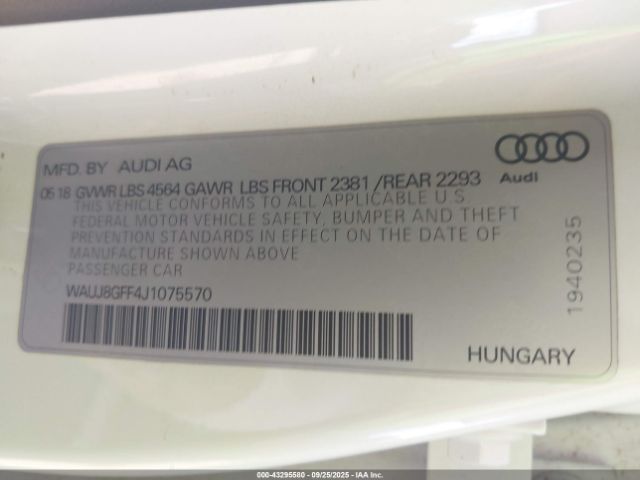 MFD. BY AUDI AG
05 18 GVWR LBS 4564 GAWR LBS FRONT 2381 /REAR 2293
THIS VEHICLE CONFORMS TO ALL APPLICABLE U S
FEDERAL MOTOR VEHICLE SAFETY, BUMPER AND THEFT
PREVENTION STANDARDS IN EFFECT ON THE DATE OF
MANUFACTURE SHOWN ABOVE
PASSENGER CAR
WAUJ8GFF4J1075570
Audi
1940235
HUNGARY
000-43295580 - 09/25/2025 - IAA Inc.